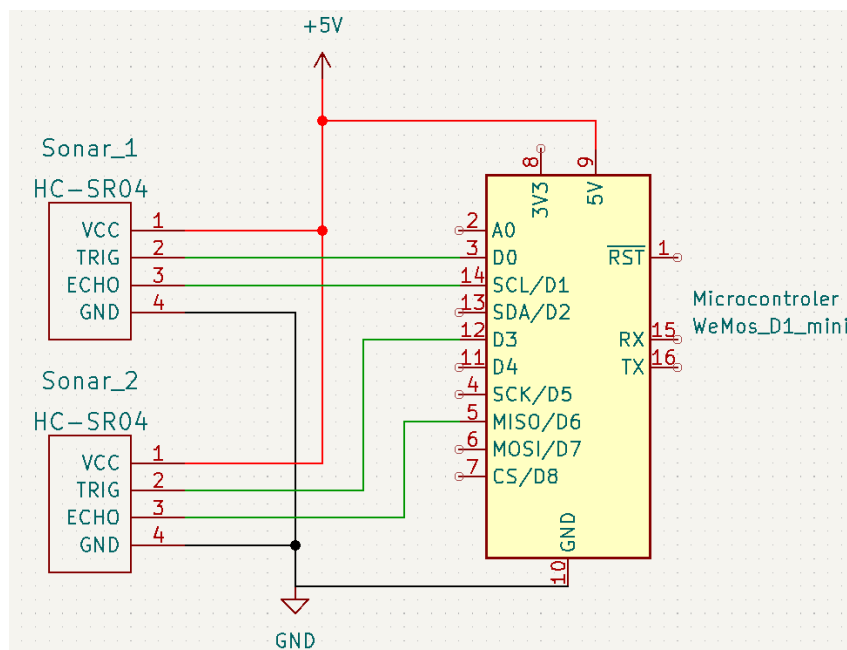 +5V
Sonar_1
HC-SR04
VCC 1
TRIG 2
ECHO 3
GND 4
Sonar_2
HC-SR04
VCC 1
TRIG 2
ECHO 3
GND 4
8 9
3V3 5V
2 A0
3 D0
14 SCL/D1
13 SDA/D2
12 D3
11 D4
4 SCK/D5
5 MISO/D6
6 MOSI/D7
7 CS/D8
RST 1
RX 15
TX 16
GND
10
Microcontroler
WeMos_D1_mini
GND